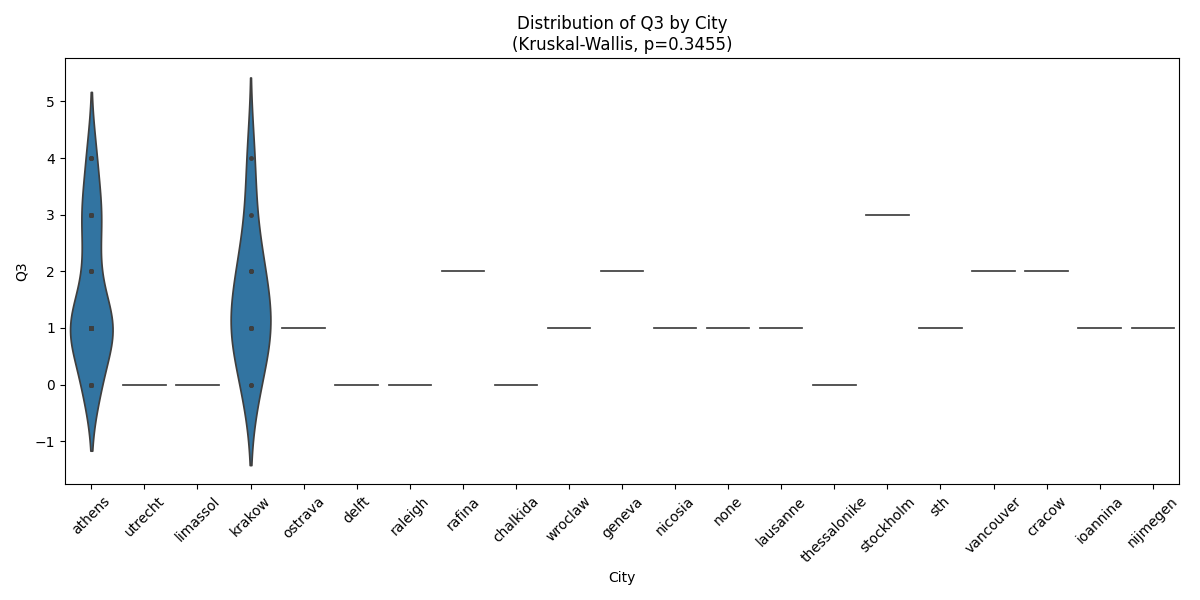 Distribution of Q3 by City
(Kruskal-Wallis, p=0.3455)
Q3
5
4
3
2
1
0
−1
athens
utrecht
limassol
krakow
ostrava
delft
raleigh
rafina
chalkida
wroclaw
geneva
nicosia
none
lausanne
thessalonike
stockholm
sth
vancouver
cracow
ioannina
nijmegen
City